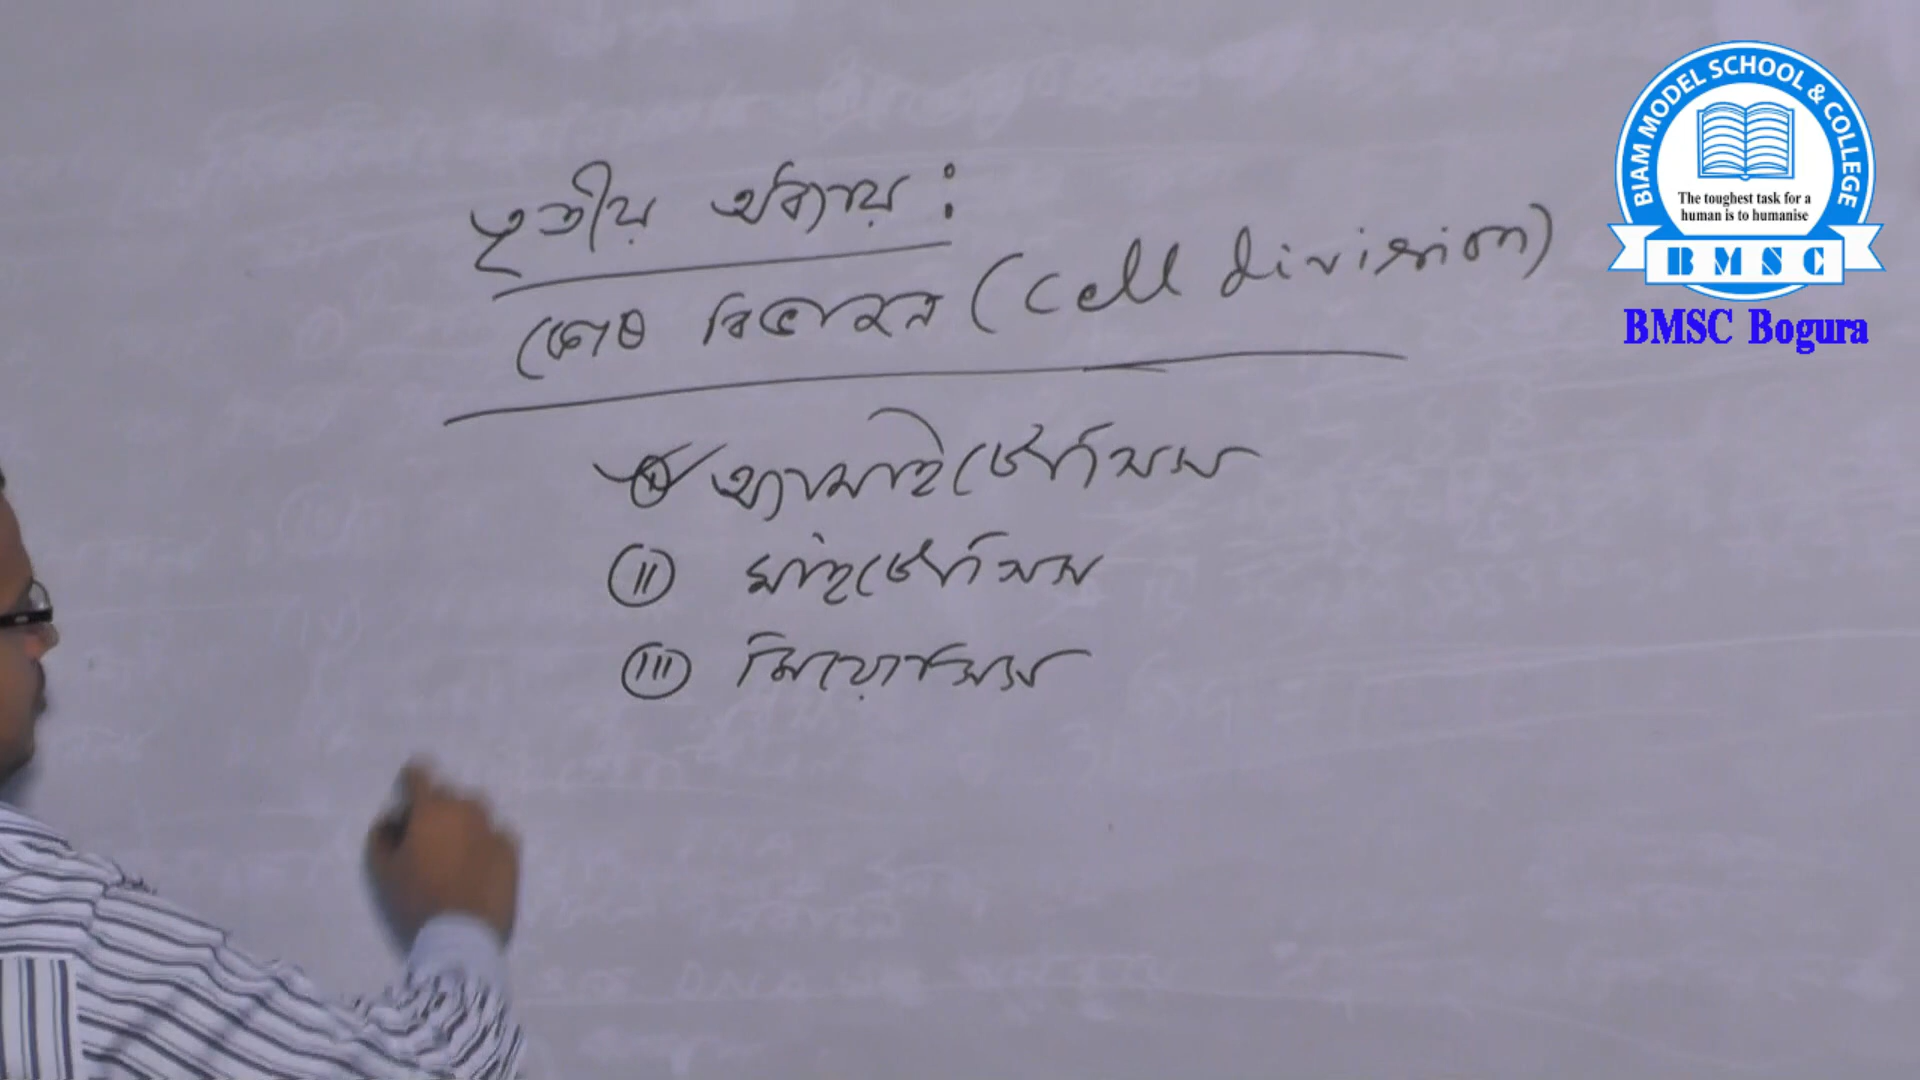 তৃতীয় অধ্যায় :
কোষ বিভাজন (Cell division)
(i) অ্যামাইটোসিস
(ii) মাইটোসিস
(iii) মিয়োসিস
BIAM MODEL SCHOOL & COLLEGE
The toughest task for a
human is to humanise
BMSC
BMSC Bogura